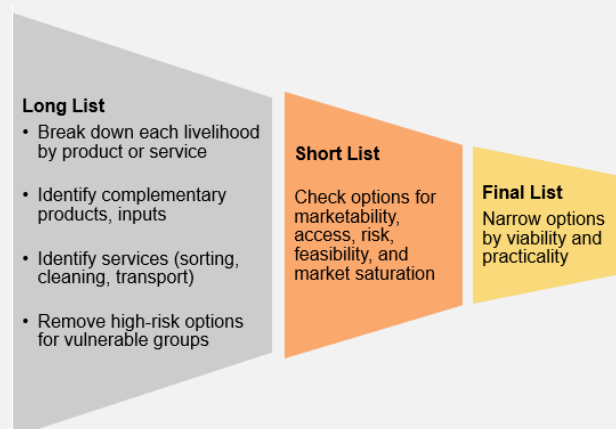 Long List
• Break down each livelihood
by product or service
• Identify complementary
products, inputs
• Identify services (sorting,
cleaning, transport)
• Remove high-risk options
for vulnerable groups
Short List
Check options for
marketability,
access, risk,
feasibility, and
market saturation
Final List
Narrow options
by viability and
practicality